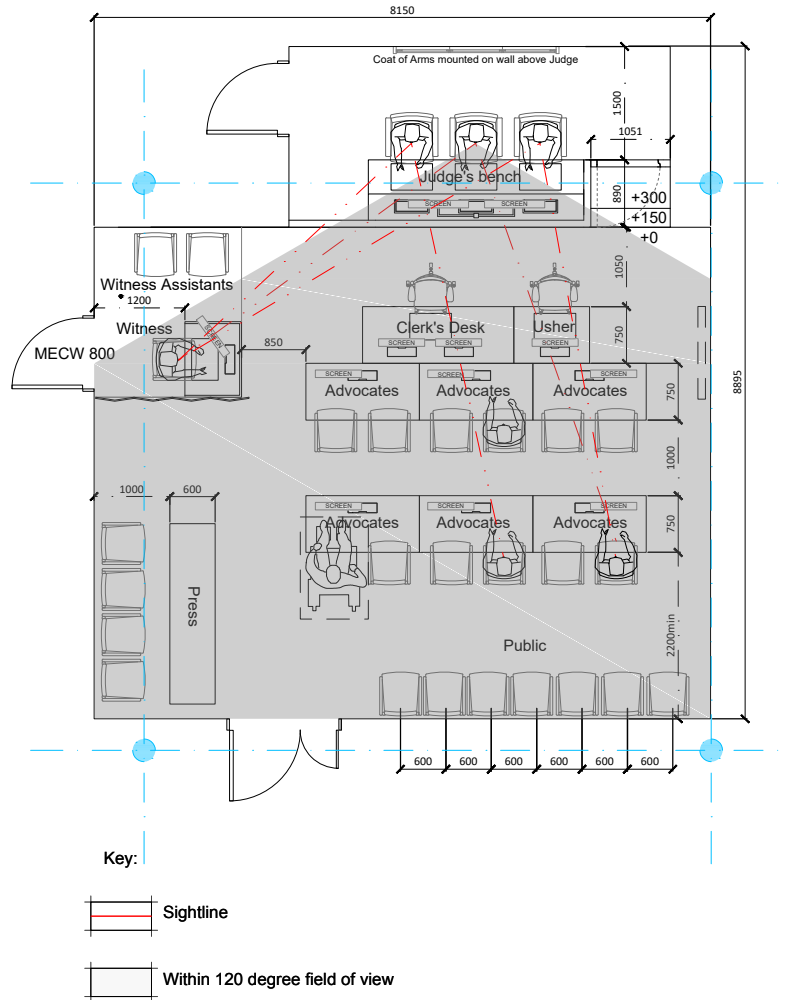 8150
Coat of Arms mounted on wall above Judge
1500
1051
Judge's bench
890
+300
SCREEN
SCREEN
+150
+0
1050
Witness Assistants
1200
Witness
SCREEN
MECW 800
850
Clerk's Desk
Usher
750
SCREEN
SCREEN
SCREEN
8895
SCREEN
SCREEN
SCREEN
Advocates
Advocates
Advocates
750
1000
1000
600
SCREEN
SCREEN
SCREEN
Advocates
Advocates
Advocates
750
Press
2200min
Public
600
600
600
600
600
600
Key:
Sightline
Within 120 degree field of view